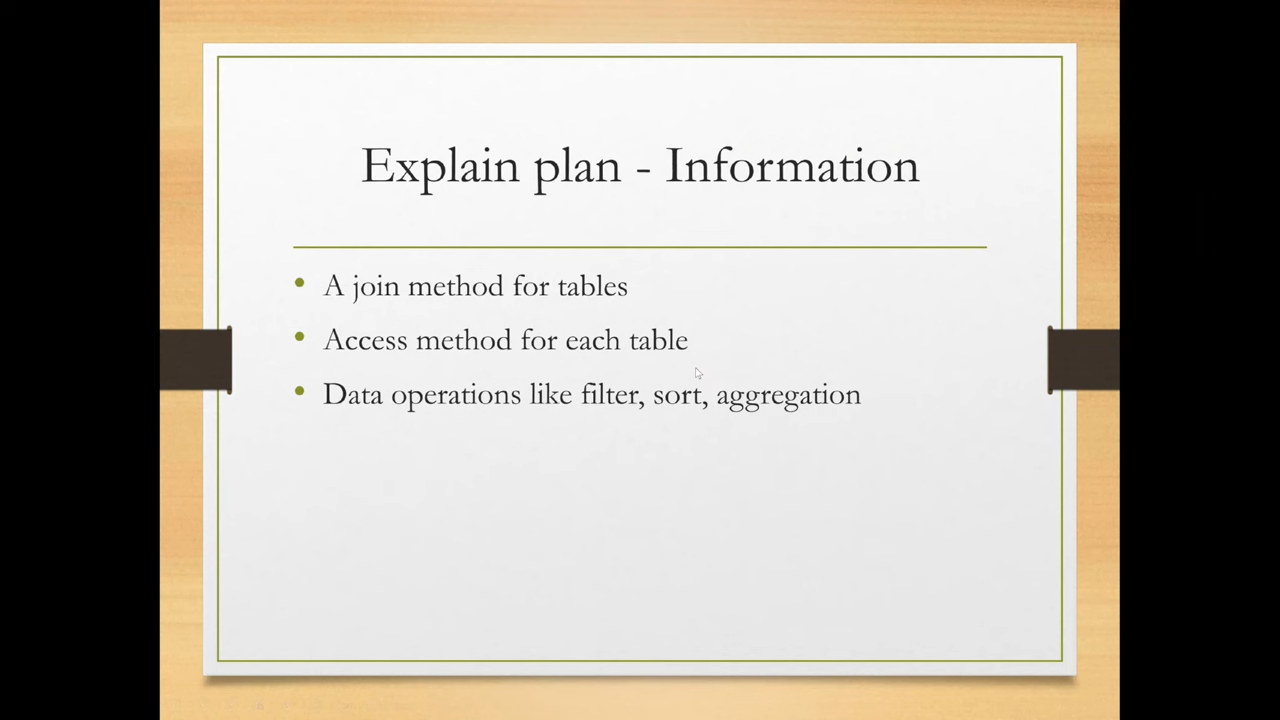 Explain plan - Information
• A join method for tables
• Access method for each table
• Data operations like filter, sort, aggregation